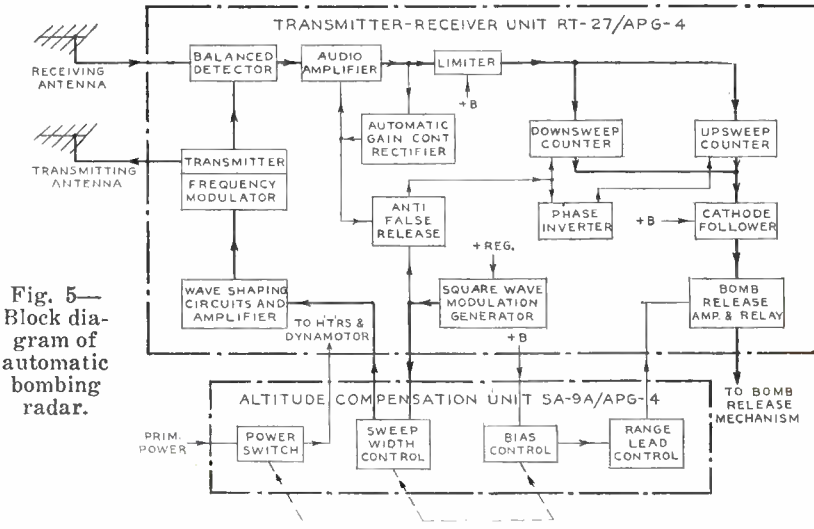 TRANSMITTER-RECEIVER UNIT RT-27/APG-4
RECEIVING
ANTENNA
BALANCED
DETECTOR
AUDIO
AMPLIFIER
LIMITER
+B
AUTOMATIC
GAIN CONT
RECTIFIER
DOWNSWEEP
COUNTER
UPSWEEP
COUNTER
TRANSMITTING
ANTENNA
TRANSMITTER
FREQUENCY
MODULATOR
ANTI
FALSE
RELEASE
PHASE
INVERTER
+B
CATHODE
FOLLOWER
+REG.
WAVE SHAPING
CIRCUITS AND
AMPLIFIER
TO HTRS &
DYNAMOTOR
SQUARE WAVE
MODULATION
GENERATOR
+B
BOMB
RELEASE
AMP. & RELAY
Fig. 5—
Block dia-
gram of
automatic
bombing
radar.
TO BOMB
RELEASE
MECHANISM
ALTITUDE COMPENSATION UNIT SA-9A/APG-4
PRIM.
POWER
POWER
SWITCH
SWEEP
WIDTH
CONTROL
BIAS
CONTROL
RANGE
LEAD
CONTROL